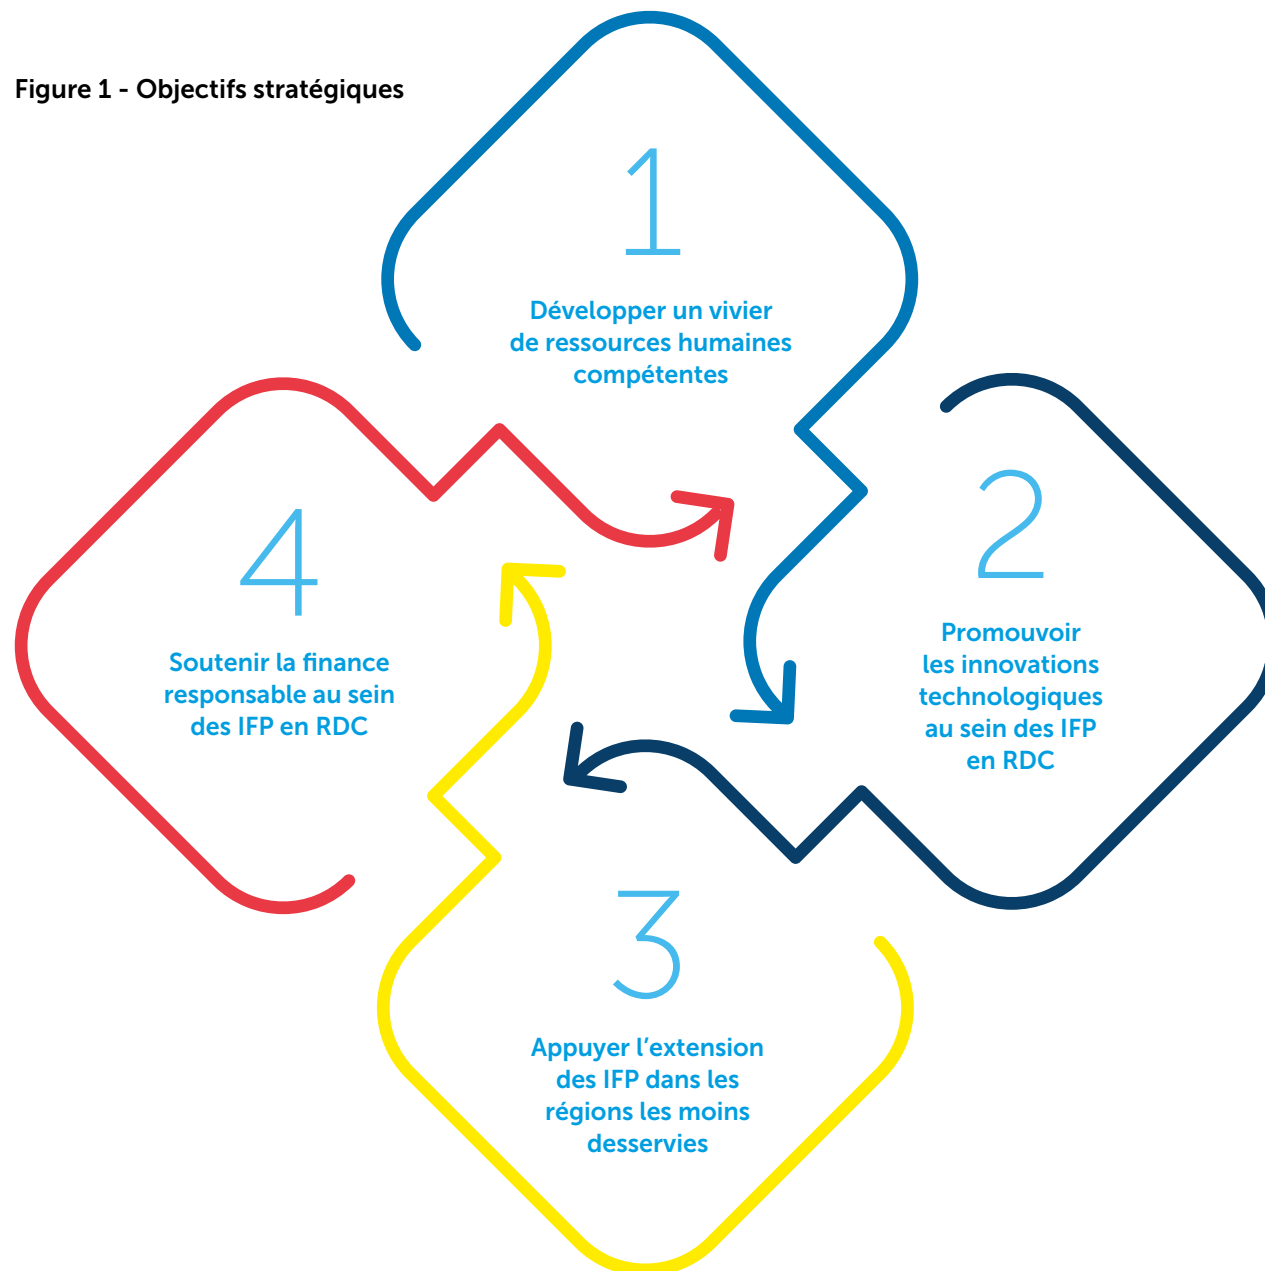 Figure 1 - Objectifs stratégiques
1
Développer un vivier
de ressources humaines
compétentes
2
Promouvoir
les innovations
technologiques
au sein des IFP
en RDC
3
Appuyer l’extension
des IFP dans les
régions les moins
desservies
4
Soutenir la finance
responsable au sein
des IFP en RDC